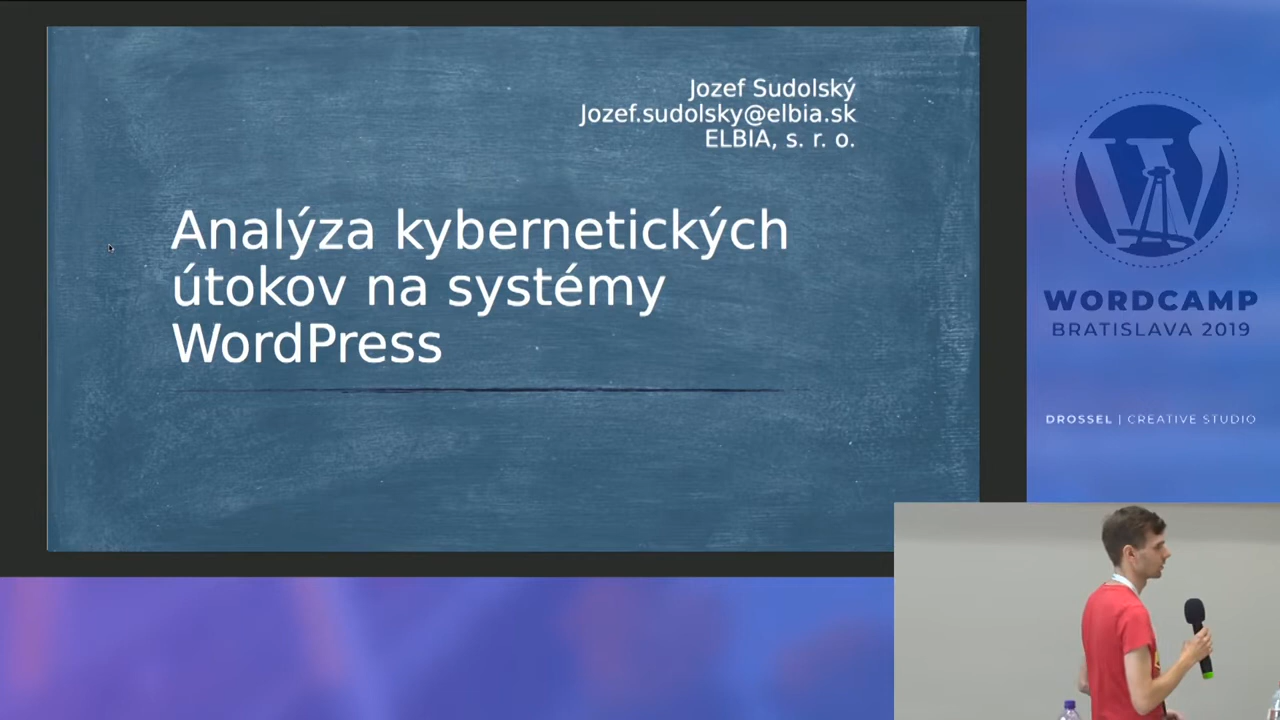 Jozef Sudolský
Jozef.sudolsky@elbia.sk
ELBIA, s. r. o.
Analýza kybernetických
útokov na systémy
WordPress
WORDCAMP
BRATISLAVA 2019
DROSSEL | CREATIVE STUDIO